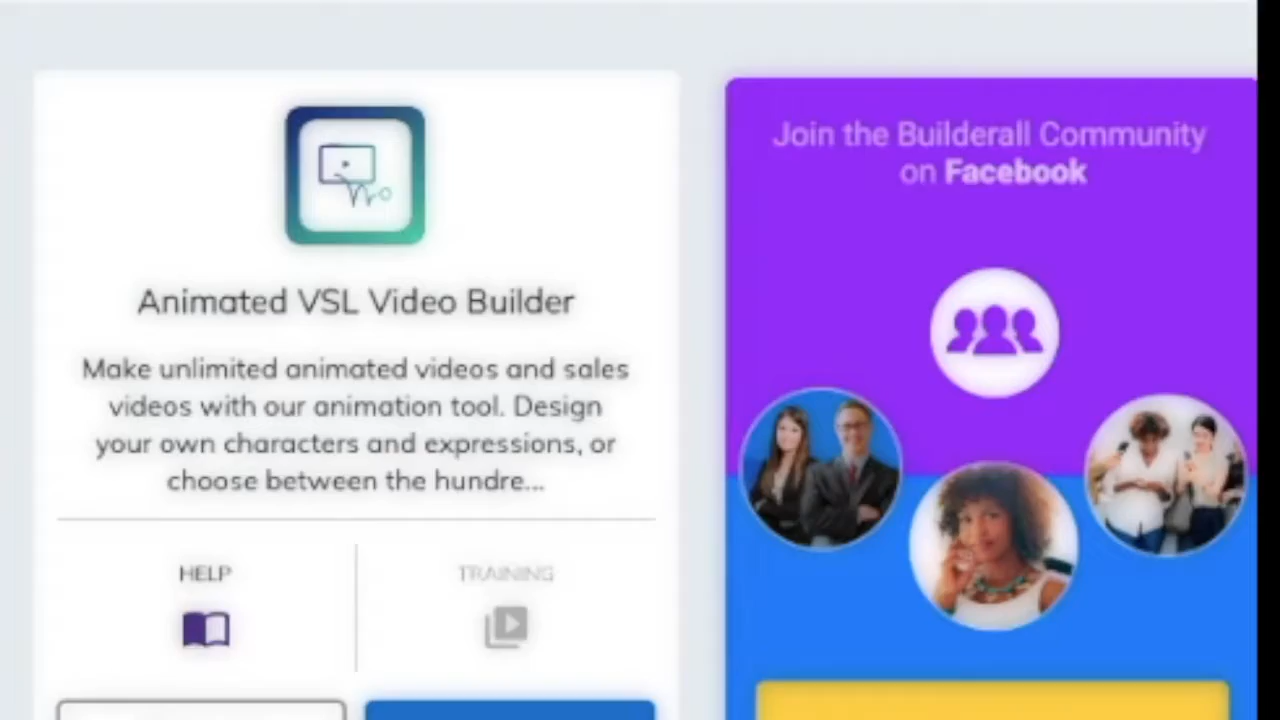 Animated VSL Video Builder
Make unlimited animated videos and sales
videos with our animation tool. Design
your own characters and expressions, or
choose between the hundre...
HELP
TRAINING
Join the Builderall Community
on Facebook